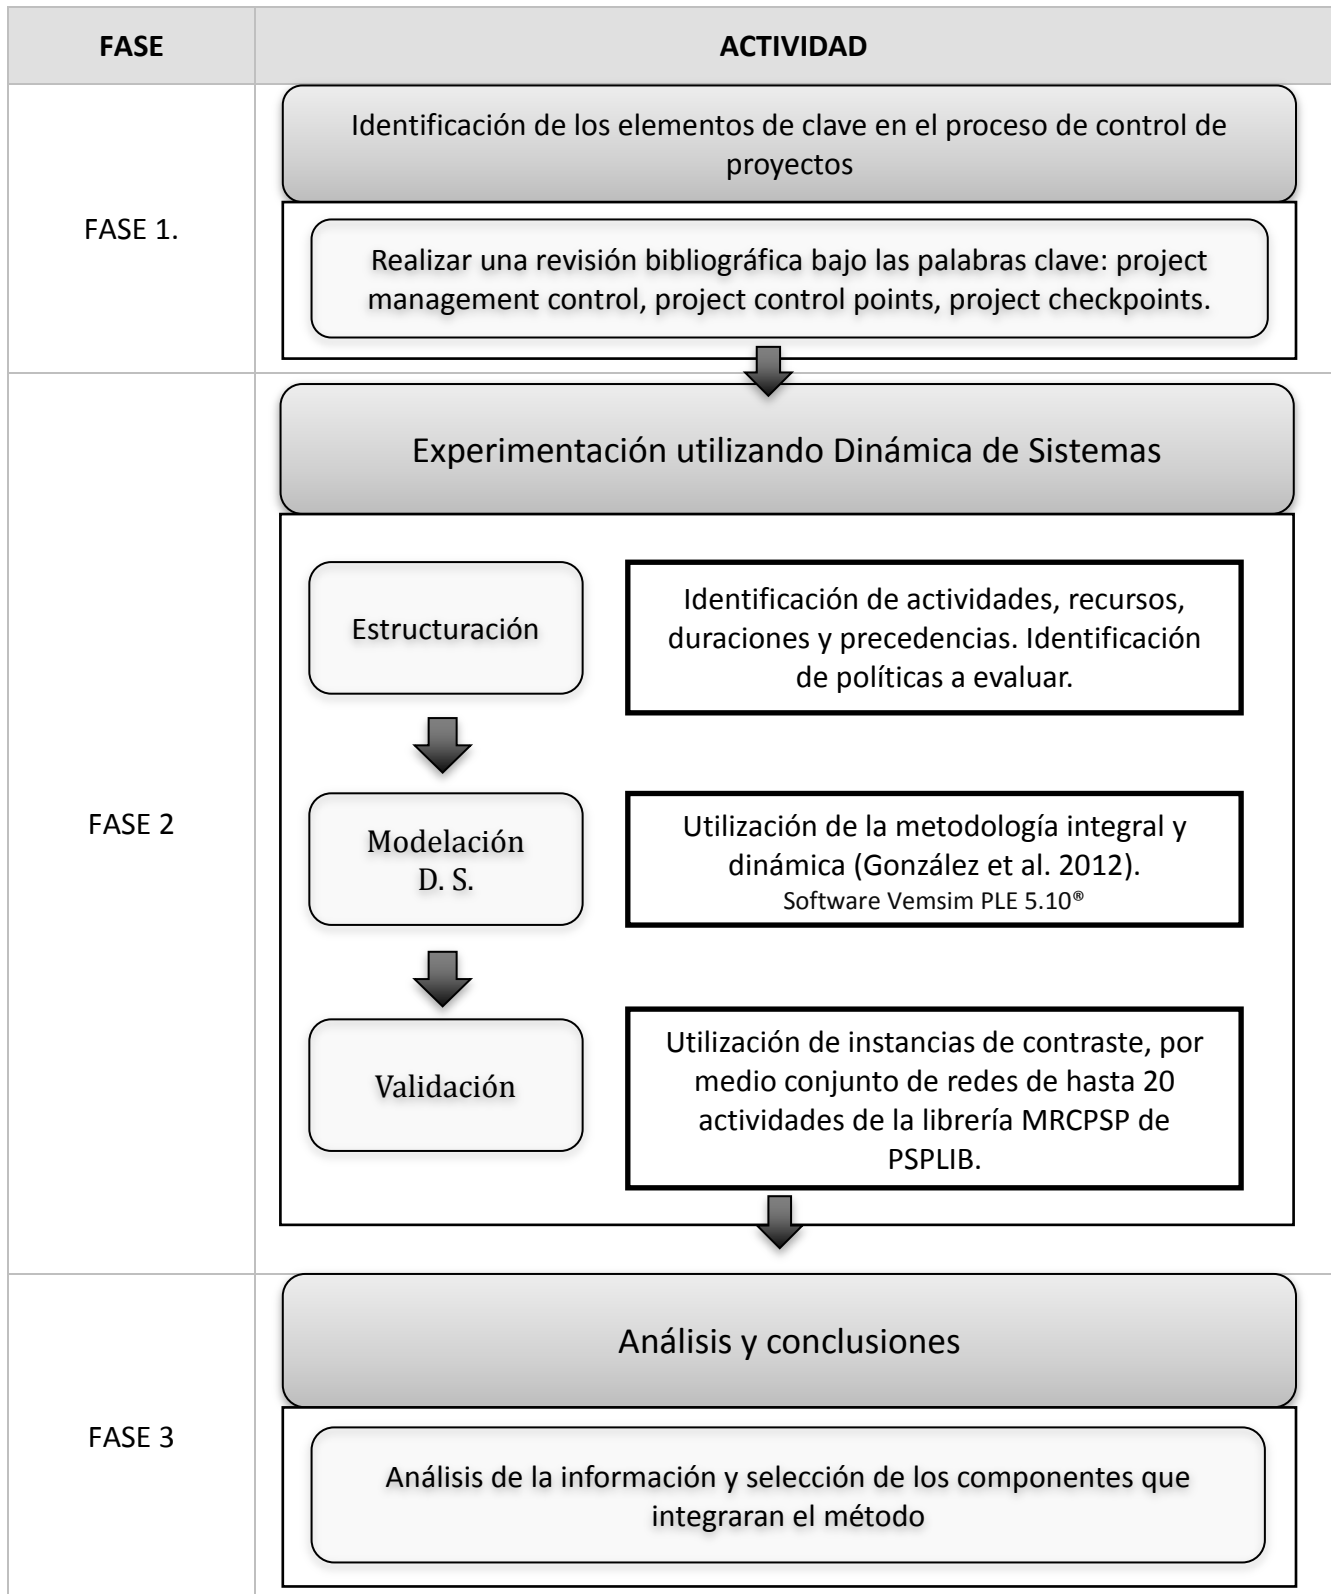 FASE
ACTIVIDAD
FASE 1.
Identificación de los elementos de clave en el proceso de control de
proyectos
Realizar una revisión bibliográfica bajo las palabras clave: project
management control, project control points, project checkpoints.
FASE 2
Experimentación utilizando Dinámica de Sistemas
Estructuración
Identificación de actividades, recursos,
duraciones y precedencias. Identificación
de políticas a evaluar.
Modelación
D. S.
Utilización de la metodología integral y
dinámica (González et al. 2012).
Software Vemsim PLE 5.10®
Validación
Utilización de instancias de contraste, por
medio conjunto de redes de hasta 20
actividades de la librería MRCPSP de
PSPLIB.
FASE 3
Análisis y conclusiones
Análisis de la información y selección de los componentes que
integraran el método